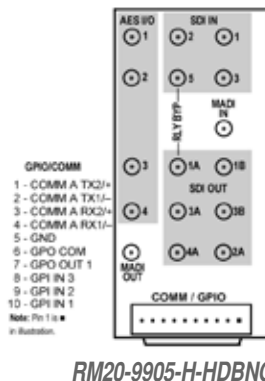 AES I/O SDI IN
1 2 1
2 5 3
RLY BYP
MADI
IN
3 1A 1B
SDI OUT
4 3A 3B
4A 2A
MADI
OUT
COMM / GPIO
GPIO/COMM
1 - COMM A TX2/+
2 - COMM A TX1/-
3 - COMM A RX2/+
4 - COMM A RX1/-
5 - GND
6 - GPO COM
7 - GPO OUT 1
8 - GPI IN 3
9 - GPI IN 2
10 - GPI IN 1
Note: Pin 1 is ■
in illustration.
RM20-9905-H-HDBNC